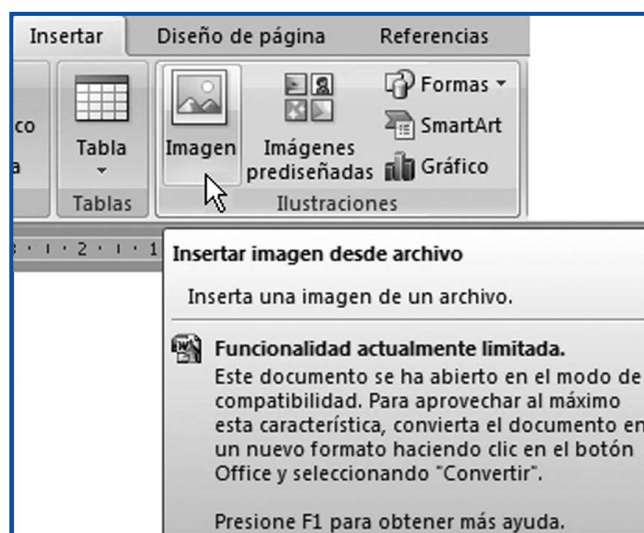 Insertar Diseño de página Referencias
co
a
Tabla
Tablas
Imagen
Imágenes
prediseñadas
Formas
SmartArt
Gráfico
Ilustraciones
2 1
Insertar imagen desde archivo
Inserta una imagen de un archivo.
Funcionalidad actualmente limitada.
Este documento se ha abierto en el modo de
compatibilidad. Para aprovechar al máximo
esta característica, convierta el documento en
un nuevo formato haciendo clic en el botón
Office y seleccionando "Convertir".
Presione F1 para obtener más ayuda.